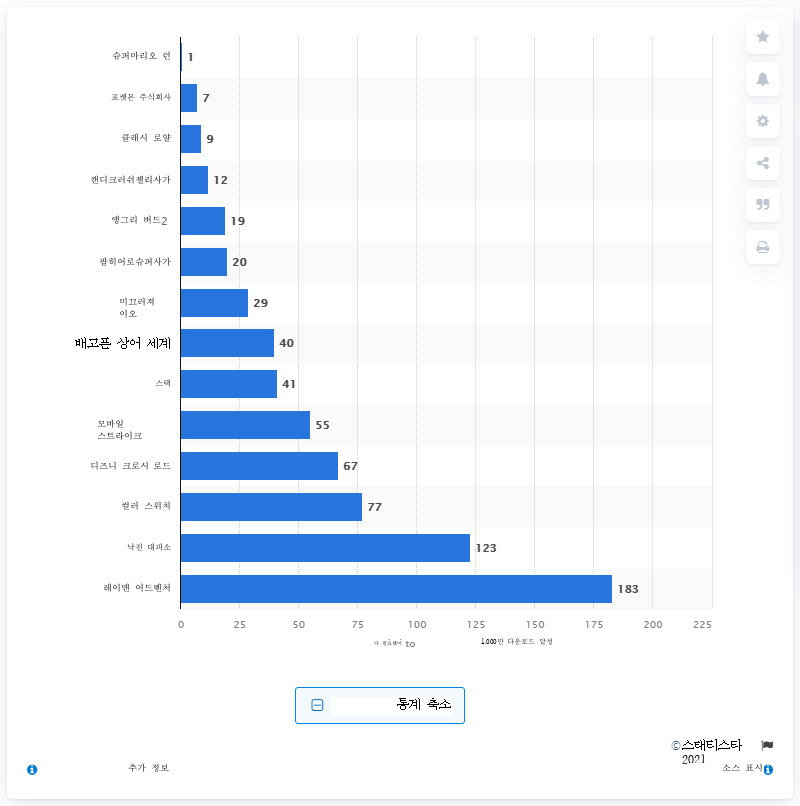 슈퍼마리오 런 1
포켓몬 주식회사 7
클래시 로얄 9
캔디크러쉬젤리사가 12
앵그리 버드2 19
팜히어로슈퍼사가 20
미끄러져
이오 29
배고픈 상어 세계 40
스택 41
모바일
스트라이크 55
디즈니 크로시 로드 67
컬러 스위치 77
낙진 대피소 123
레이맨 어드벤처 183
0 25 50 75 100 125 150 175 200 225
to 1,000만 다운로드 달성
통계 축소
©스태티스타
2021
추가 정보 소스 표시